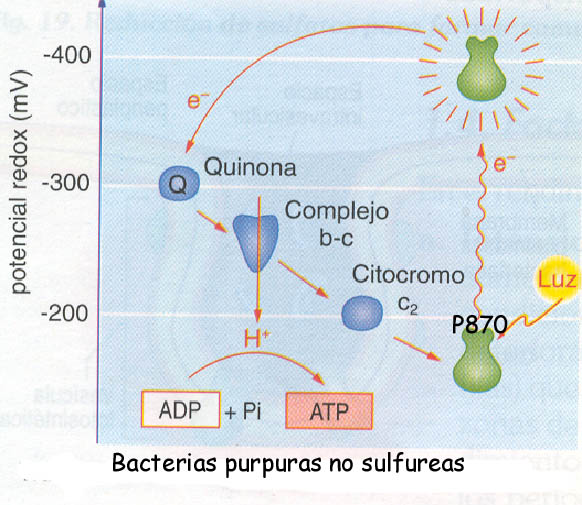 -400
-300
-200
potencial redox (mV)
e⁻
e⁻
Q
Quinona
Complejo
b-c
Citocromo
c₂
Luz
P870
H⁺
ADP
+ Pi
ATP
Bacterias purpuras no sulfureas